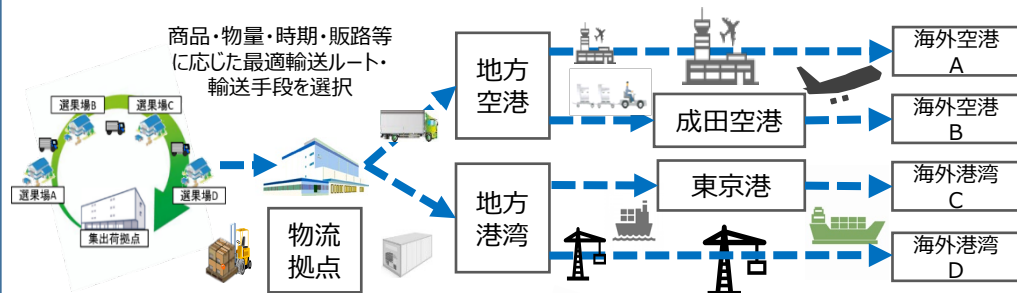 商品・物量・時期・販路等
に応じた最適輸送ルート・
輸送手段を選択
選果場B
選果場C
選果場A
選果場D
集出荷拠点
物流
拠点
地方
空港
地方
港湾
成田空港
東京港
海外空港
A
海外空港
B
海外港湾
C
海外港湾
D